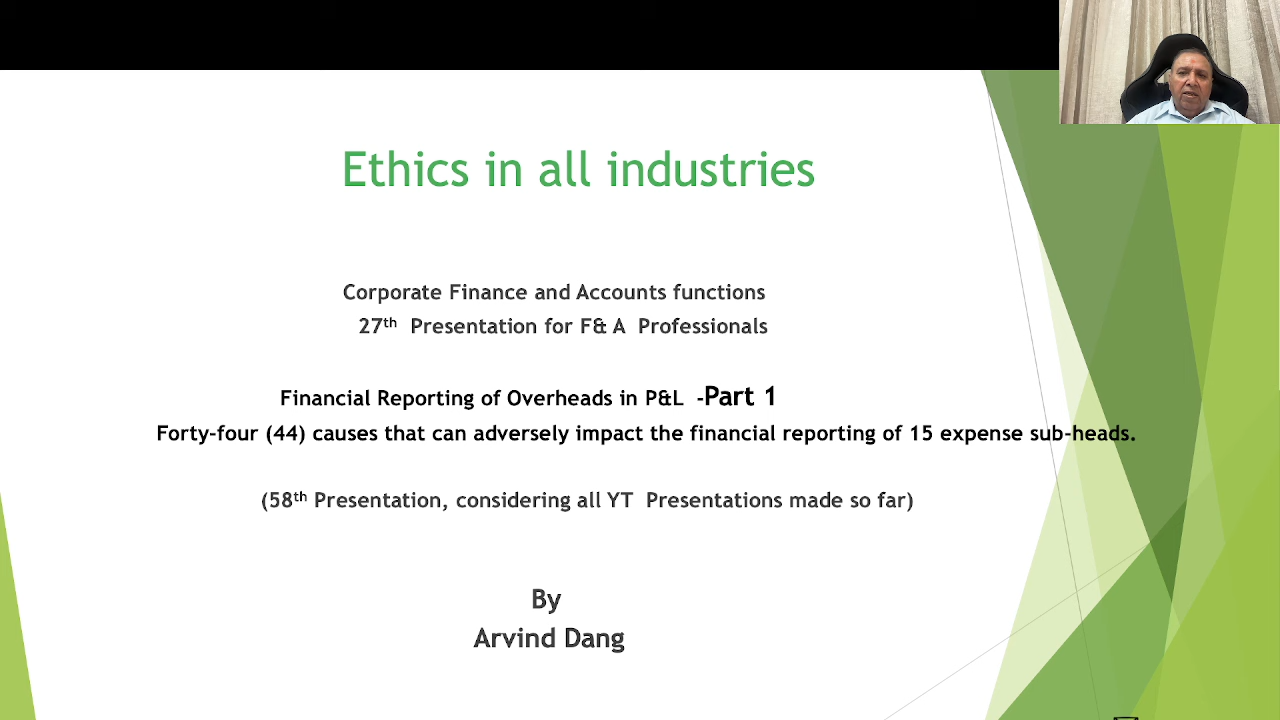 Ethics in all industries
Corporate Finance and Accounts functions
27th Presentation for F& A Professionals
Financial Reporting of Overheads in P&L -Part 1
Forty-four (44) causes that can adversely impact the financial reporting of 15 expense sub-heads.
(58th Presentation, considering all YT Presentations made so far)
By
Arvind Dang